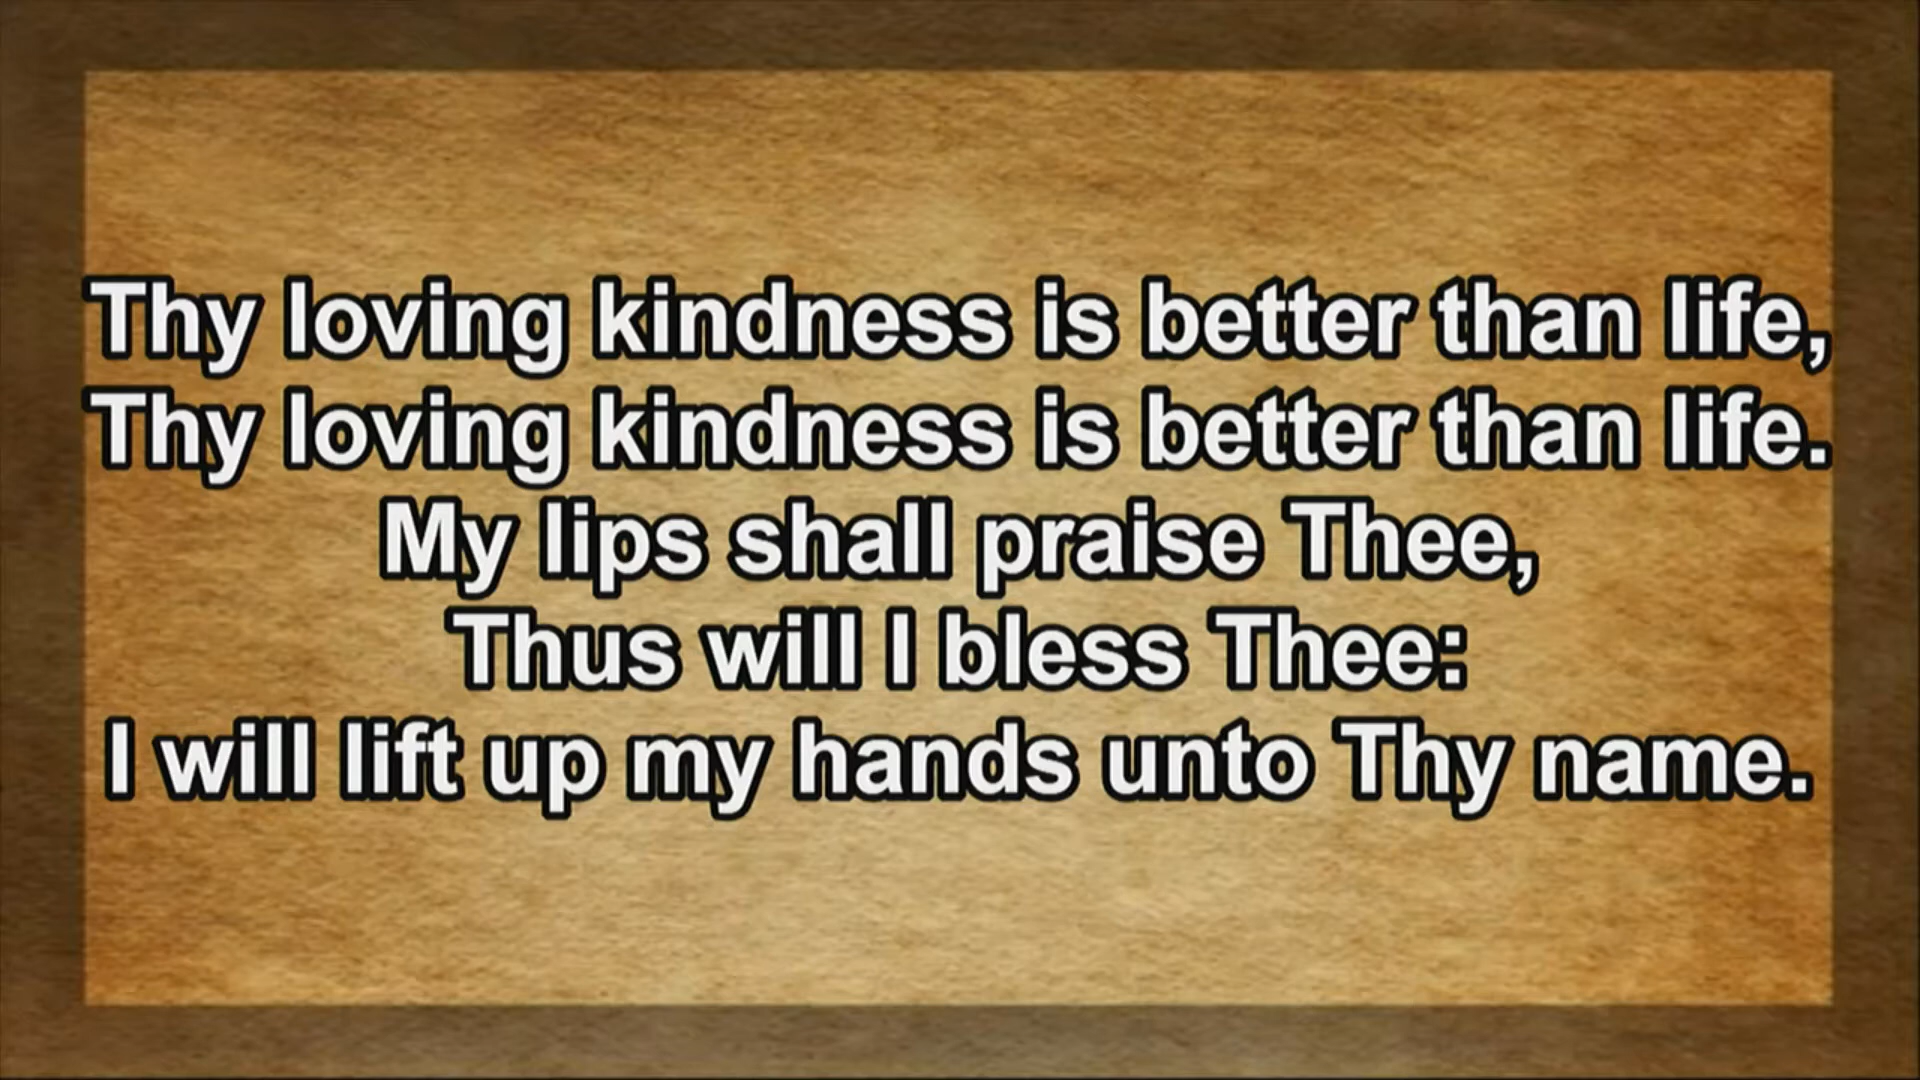 Thy loving kindness is better than life,
Thy loving kindness is better than life.
My lips shall praise Thee,
Thus will I bless Thee:
I will lift up my hands unto Thy name.